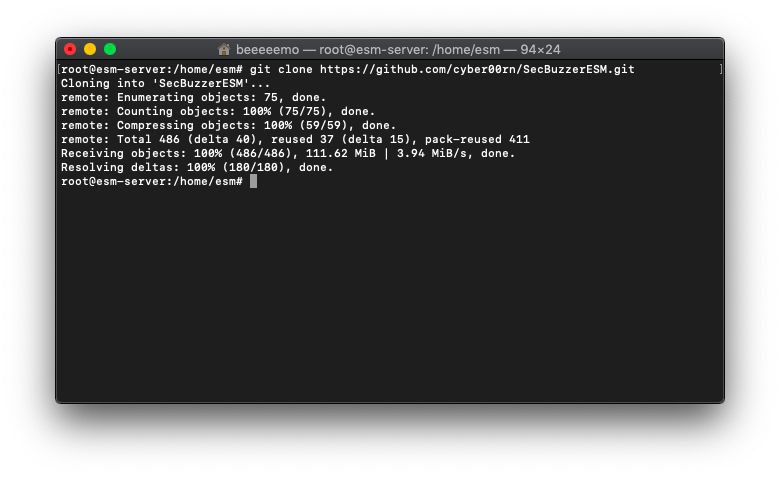 beeeeemo — root@esm-server: /home/esm — 94×24
[root@esm-server:/home/esm# git clone https://github.com/cyber00rn/SecBuzzerESM.git ]
Cloning into 'SecBuzzerESM'...
remote: Enumerating objects: 75, done.
remote: Counting objects: 100% (75/75), done.
remote: Compressing objects: 100% (59/59), done.
remote: Total 486 (delta 40), reused 37 (delta 15), pack-reused 411
Receiving objects: 100% (486/486), 111.62 MiB | 3.94 MiB/s, done.
Resolving deltas: 100% (180/180), done.
root@esm-server:/home/esm#